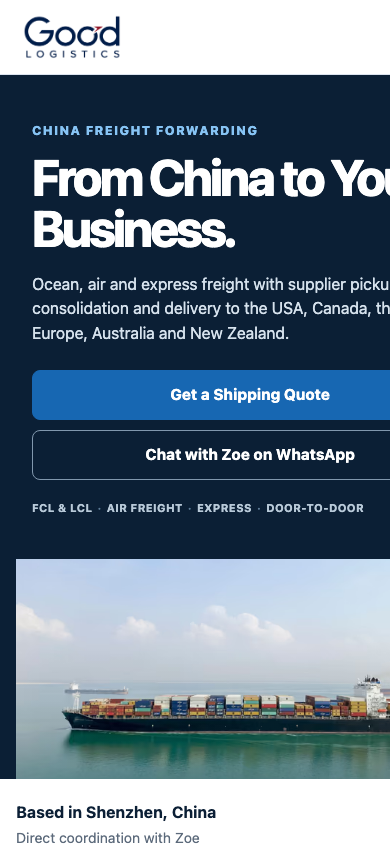 Good
LOGISTICS
CHINA FREIGHT FORWARDING
From China to You
Business.
Ocean, air and express freight with supplier picku
consolidation and delivery to the USA, Canada, th
Europe, Australia and New Zealand.
Get a Shipping Quote
Chat with Zoe on WhatsApp
FCL & LCL · AIR FREIGHT · EXPRESS · DOOR-TO-DOOR
Based in Shenzhen, China
Direct coordination with Zoe